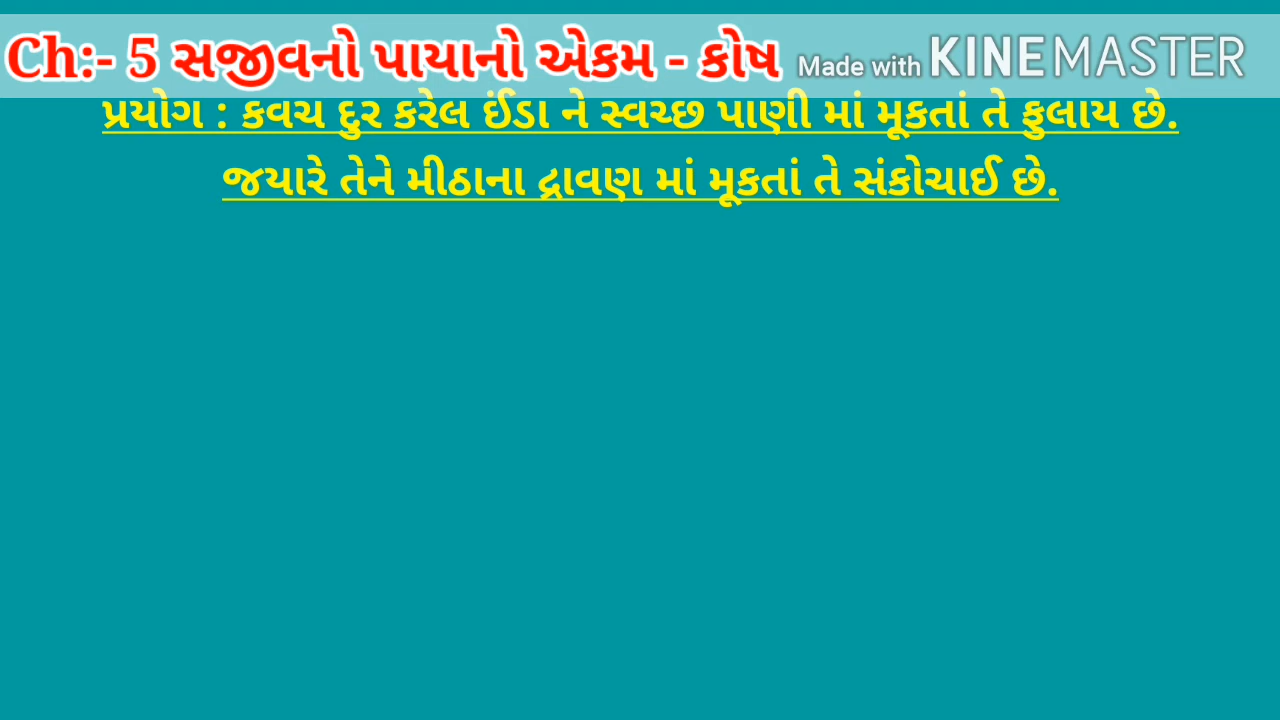 Ch:- 5 સજીવનો પાયાનો એકમ - કોષ Made with KINEMASTER
પ્રયોગ : કવચ દુર કરેલ ઈંડા ને સ્વચ્છ પાણી માં મૂકતાં તે ફુલાય છે.
જયારે તેને મીઠાના દ્રાવણ માં મૂકતાં તે સંકોચાઈ છે.